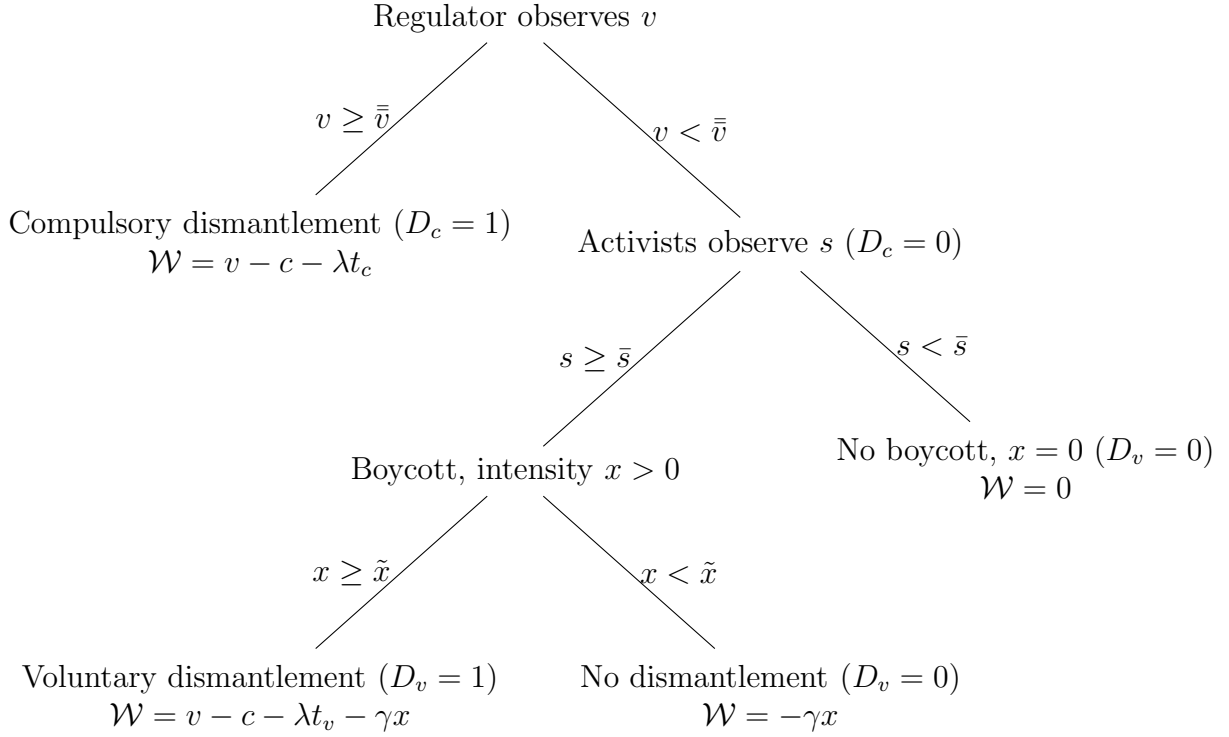 Regulator observes v
v ≥ v̿
v < v̿
Compulsory dismantlement (D_c = 1)
𝒲 = v − c − λt_c
Activists observe s (D_c = 0)
s ≥ s̄
s < s̄
Boycott, intensity x > 0
No boycott, x = 0 (D_v = 0)
𝒲 = 0
x ≥ x̃
x < x̃
Voluntary dismantlement (D_v = 1)
𝒲 = v − c − λt_v − γx
No dismantlement (D_v = 0)
𝒲 = −γx